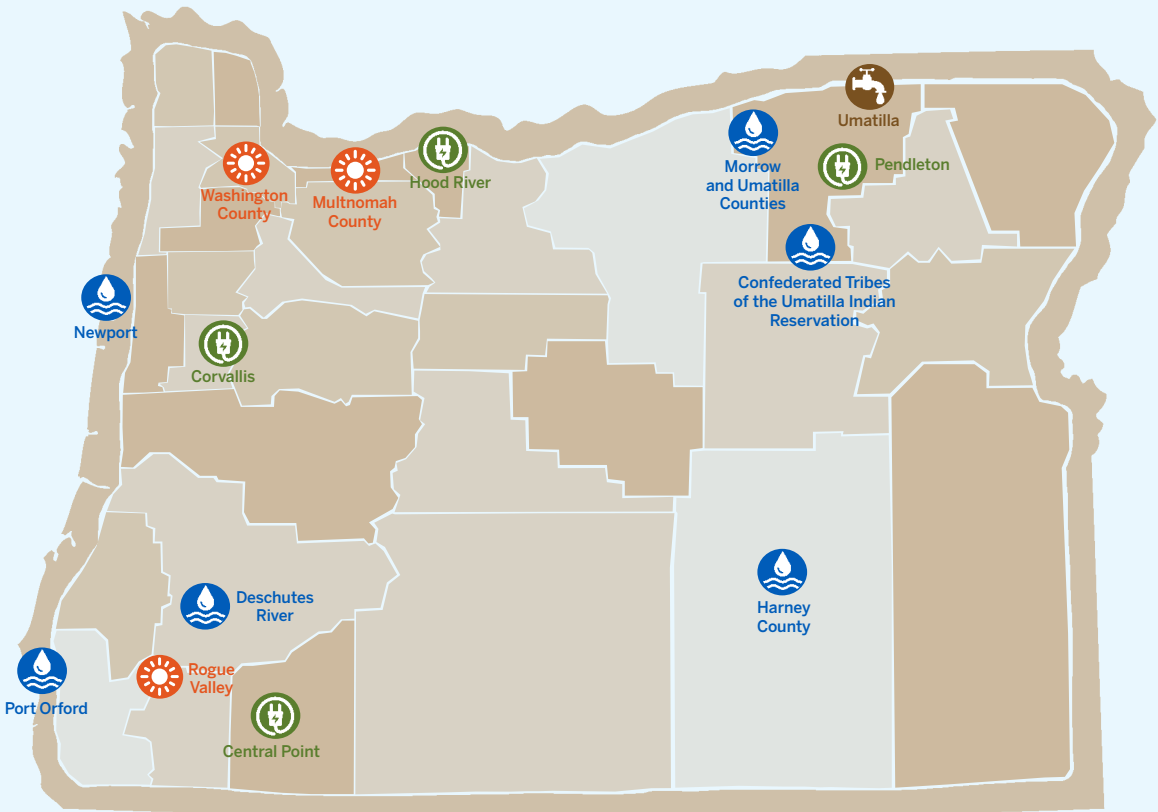 Umatilla
Morrow
and Umatilla
Counties
Pendleton
Hood River
Washington
County
Multnomah
County
Confederated Tribes
of the Umatilla Indian
Reservation
Newport
Corvallis
Deschutes
River
Harney
County
Rogue
Valley
Port Orford
Central Point